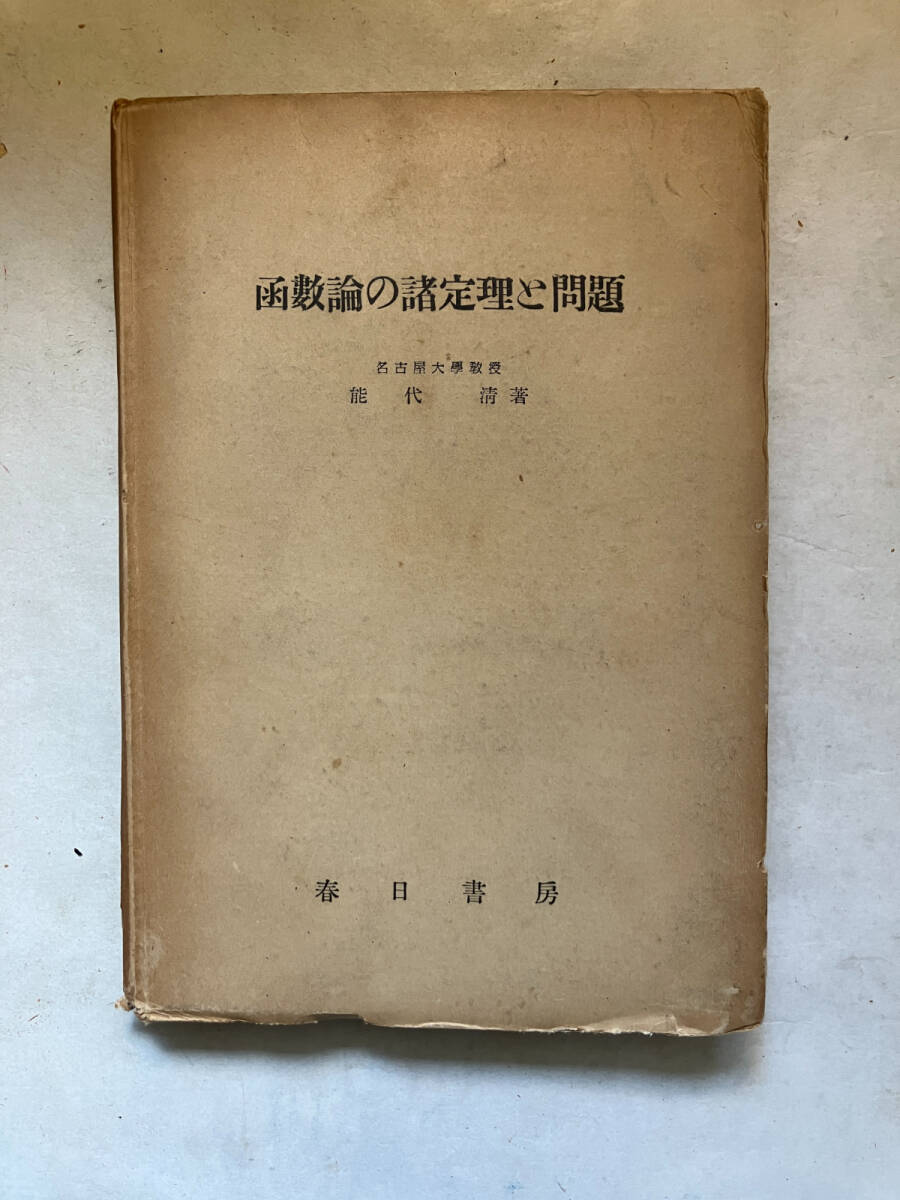 函數論の諸定理と問題
名古屋大學教授
能代 淸著
春日書房